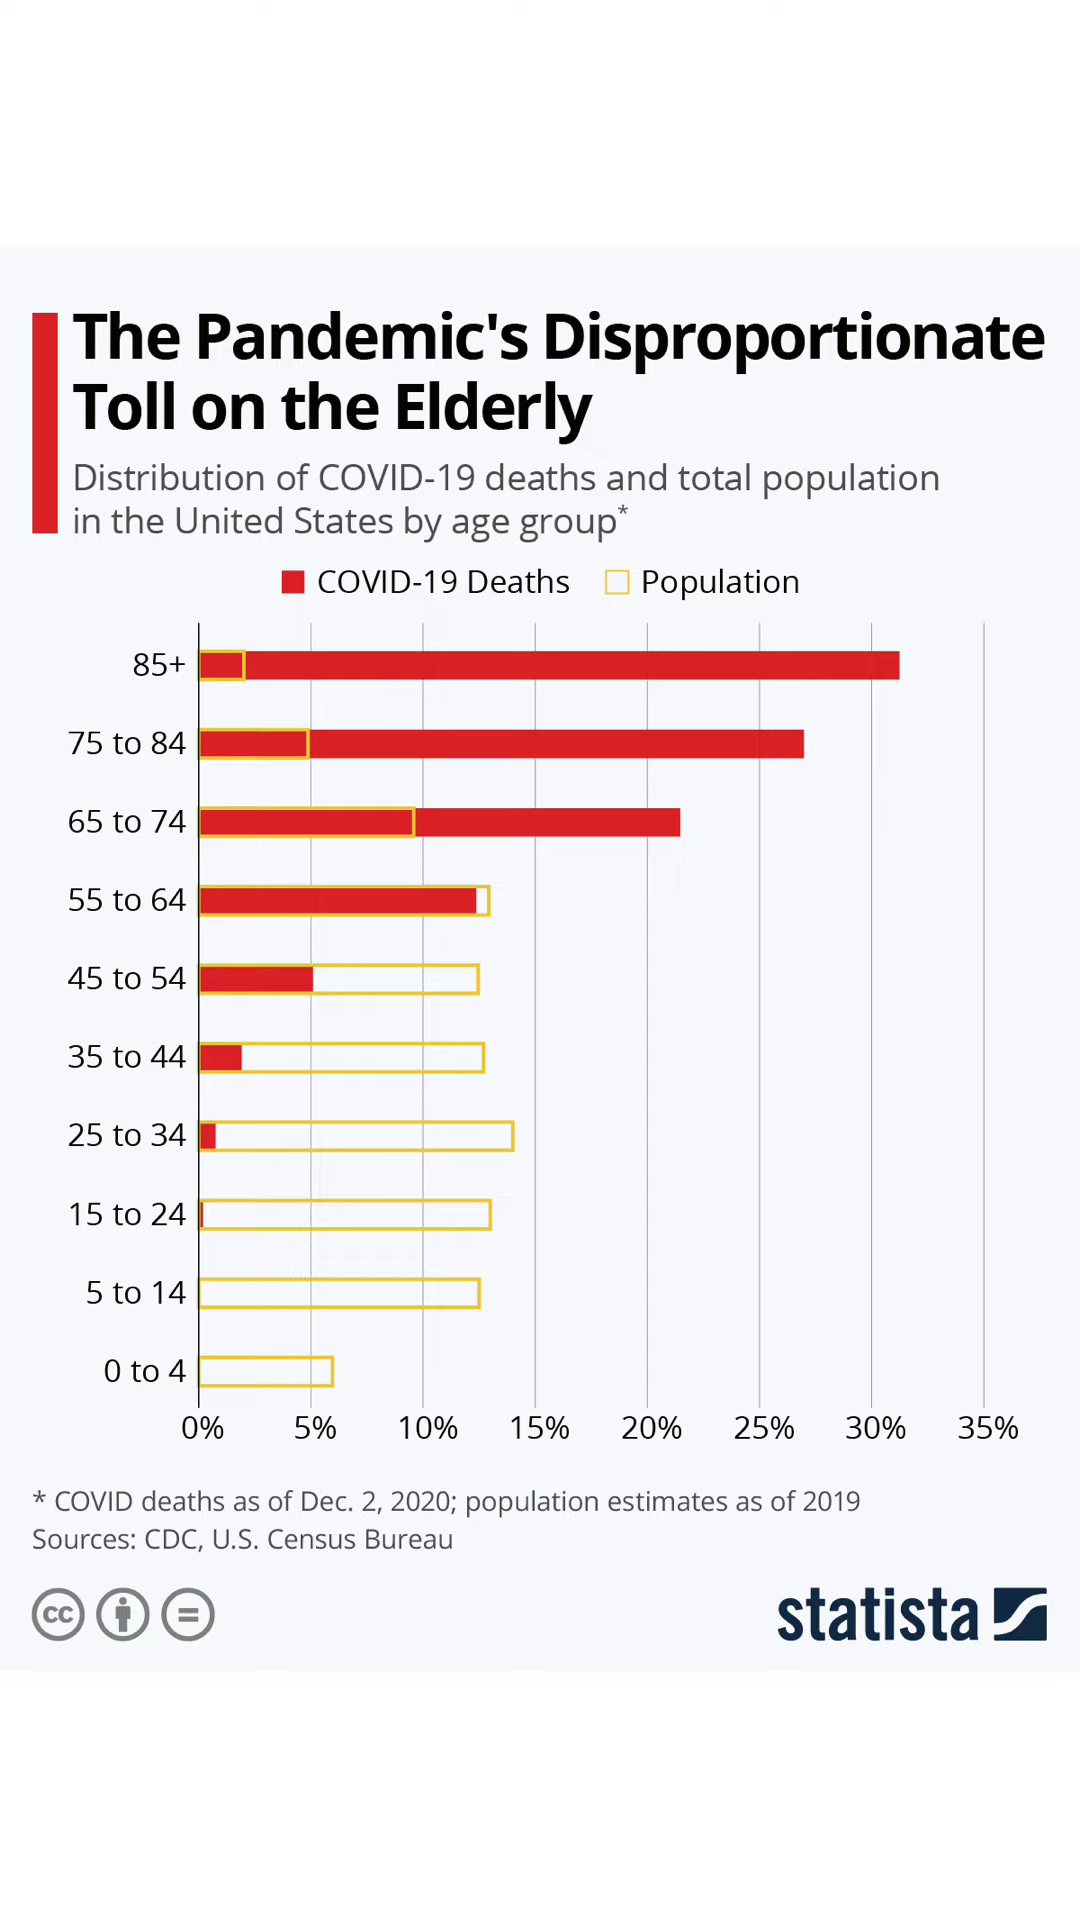 The Pandemic's Disproportionate
Toll on the Elderly
Distribution of COVID-19 deaths and total population
in the United States by age group*
COVID-19 Deaths Population
85+
75 to 84
65 to 74
55 to 64
45 to 54
35 to 44
25 to 34
15 to 24
5 to 14
0 to 4
0% 5% 10% 15% 20% 25% 30% 35%
* COVID deaths as of Dec. 2, 2020; population estimates as of 2019
Sources: CDC, U.S. Census Bureau
cc
statista